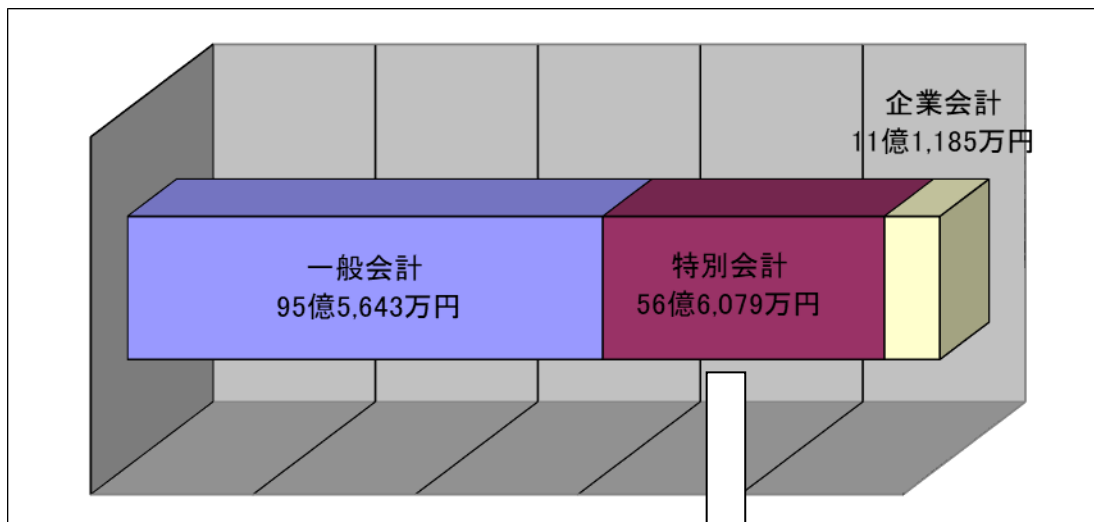 企業会計
11億1,185万円
一般会計
95億5,643万円
特別会計
56億6,079万円